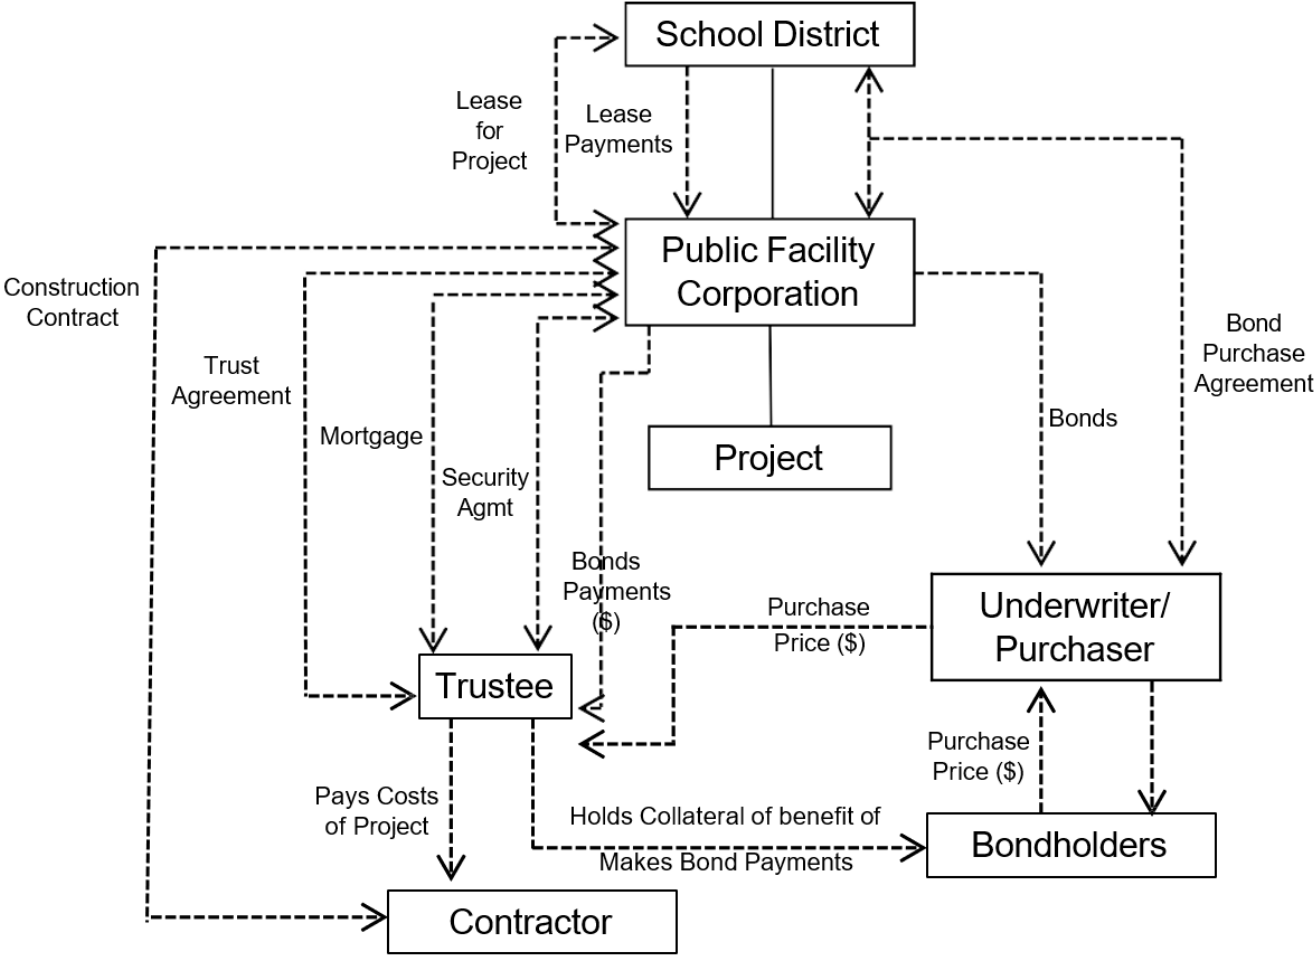 School District
Lease
for
Project
Lease
Payments
Public Facility
Corporation
Construction
Contract
Trust
Agreement
Mortgage
Security
Agmt
Bond
Purchase
Agreement
Bonds
Project
Bonds
Payments
($)
Purchase
Price ($)
Underwriter/
Purchaser
Trustee
Purchase
Price ($)
Pays Costs
of Project
Holds Collateral of benefit of
Makes Bond Payments
Bondholders
Contractor